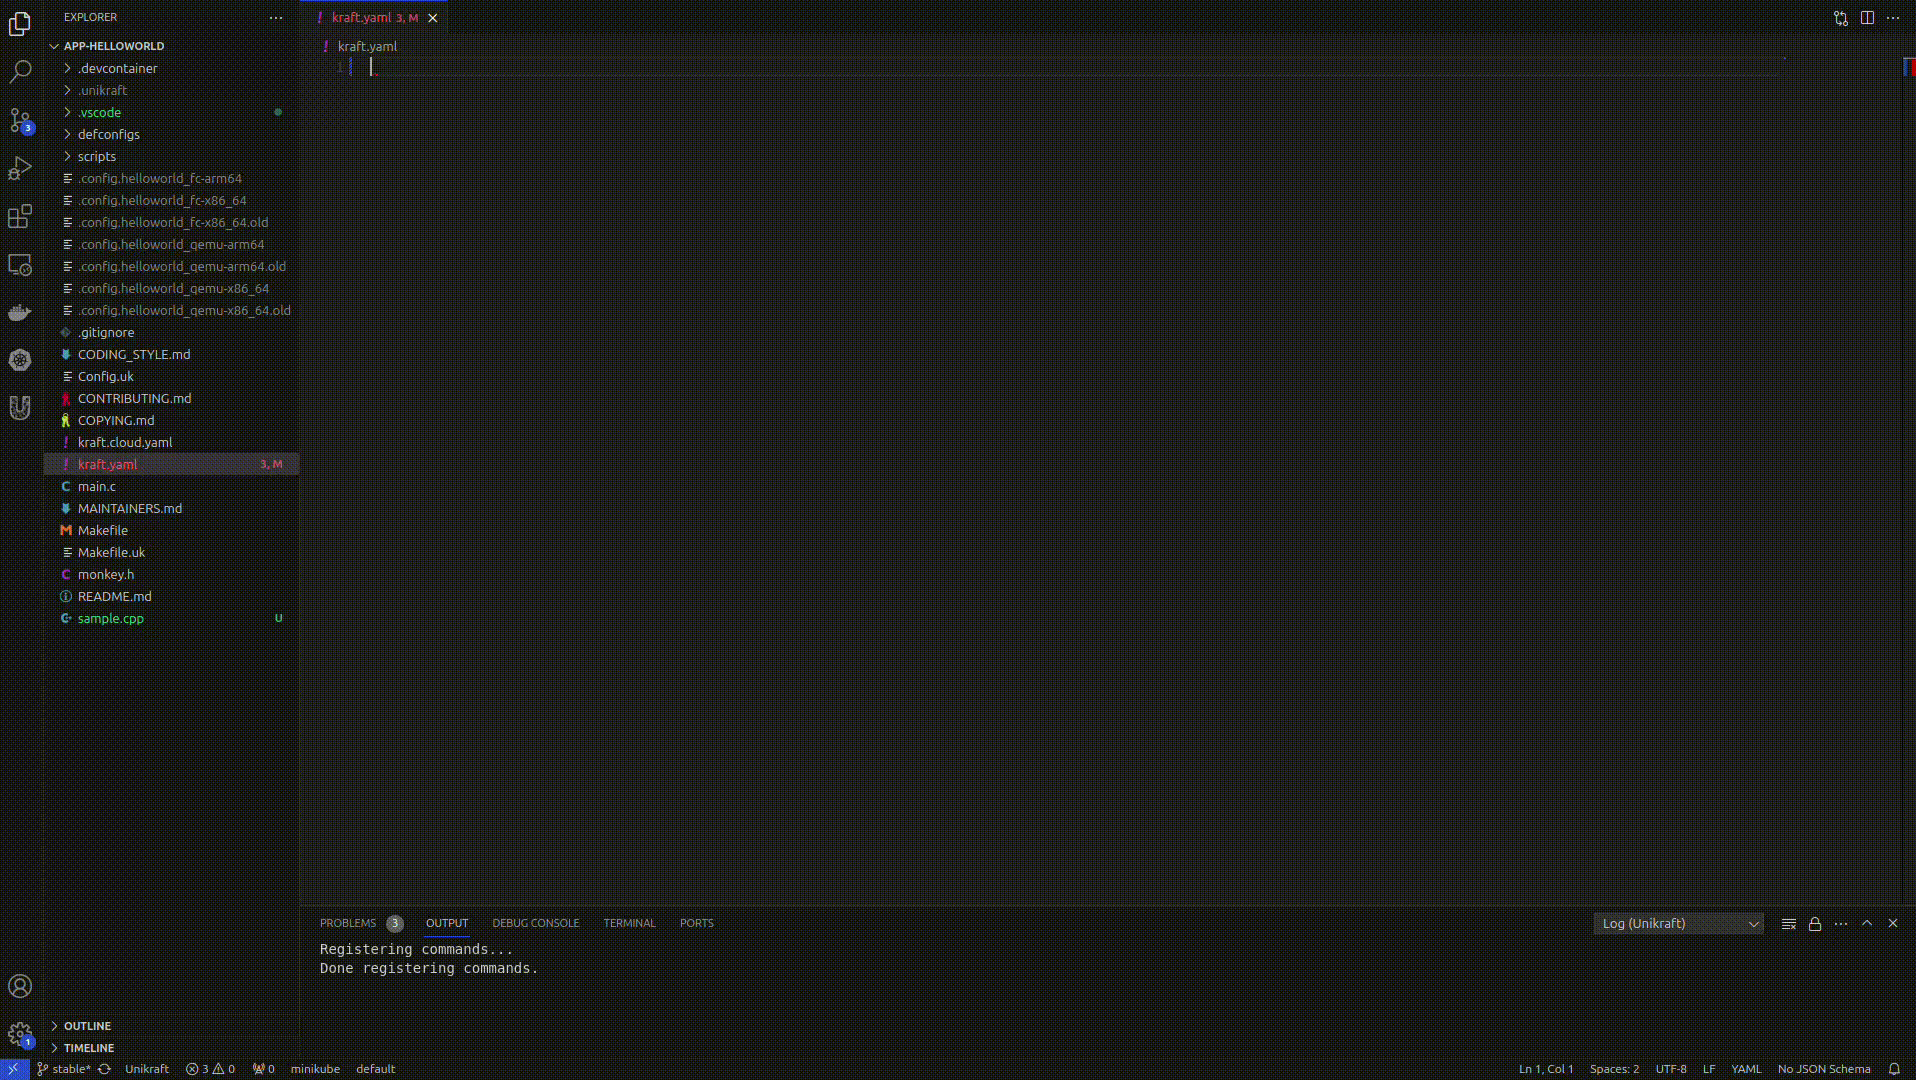 EXPLORER
APP-HELLOWORLD
.devcontainer
.unikraft
.vscode
defconfigs
scripts
.config.helloworld_fc-arm64
.config.helloworld_fc-x86_64
.config.helloworld_fc-x86_64.old
.config.helloworld_qemu-arm64
.config.helloworld_qemu-arm64.old
.config.helloworld_qemu-x86_64
.config.helloworld_qemu-x86_64.old
.gitignore
CODING_STYLE.md
Config.uk
CONTRIBUTING.md
COPYING.md
kraft.cloud.yaml
kraft.yaml 3, M
main.c
MAINTAINERS.md
Makefile
Makefile.uk
monkey.h
README.md
sample.cpp U
OUTLINE
TIMELINE
3
1
kraft.yaml 3, M
kraft.yaml
1
PROBLEMS 3 OUTPUT DEBUG CONSOLE TERMINAL PORTS Log (Unikraft)
Registering commands...
Done registering commands.
stable* Unikraft 3 0 0 minikube default Ln 1, Col 1 Spaces: 2 UTF-8 LF YAML No JSON Schema